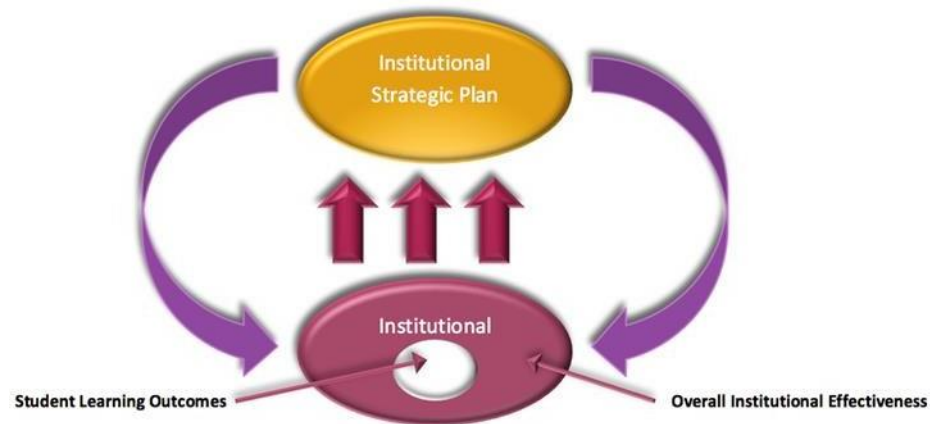 Institutional
Strategic Plan
Institutional
Student Learning Outcomes
Overall Institutional Effectiveness